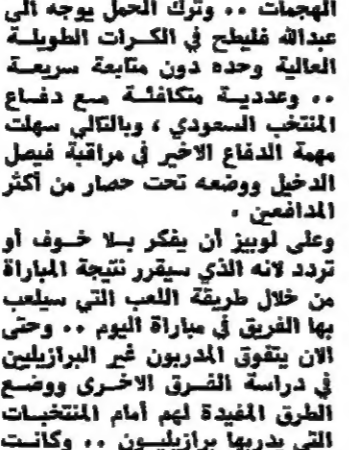 الهجمات .. وترك الحمل يوجه الى
عبدالله فليطح في الكرات الطويلة
العالية وحده دون متابعة سريعة
.. وعددية متكافئة مع دفاع
المنتخب السعودي ، وبالتالي سهلت
مهمة الدفاع الاخير في مراقبة فيصل
الدخيل ووضعه تحت حصار من أكثر
المدافعين .
وعلى لوبيز أن يفكر بلا خوف أو
تردد لانه الذي سيقرر نتيجة المباراة
من خلال طريقة اللعب التي سيلعب
بها الفريق في مباراة اليوم .. وحتى
الان يتفوق المدربون غير البرازيليين
في دراسة الفرق الاخرى ووضع
الطرق المفيدة لهم أمام المنتخبات
التي يدربها برازيليون .. وكانت